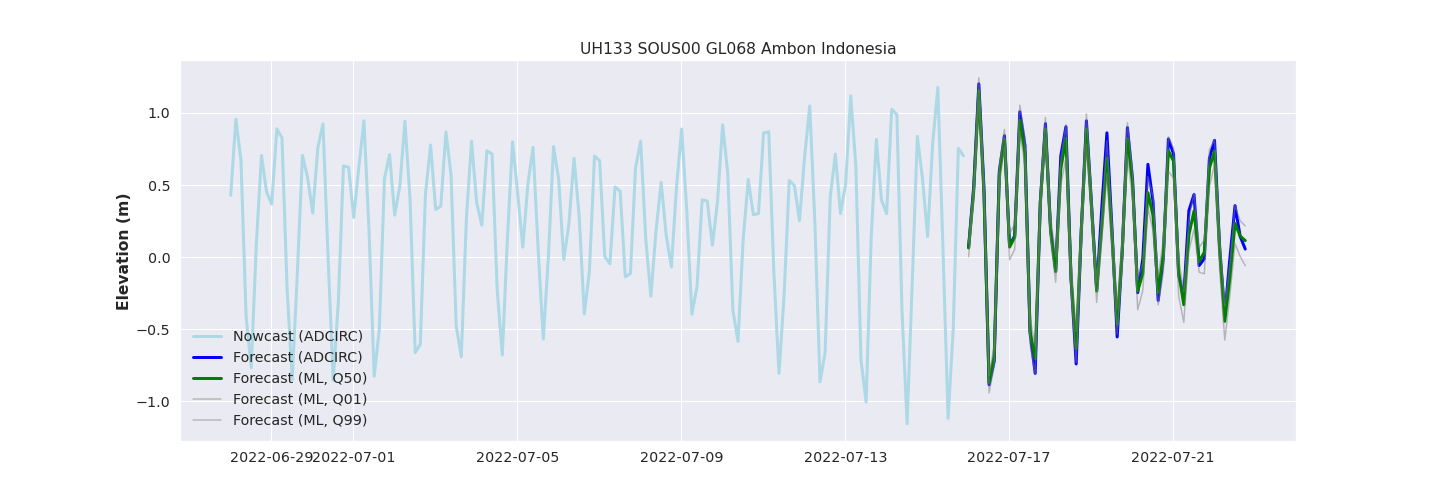 UH133 SOUS00 GL068 Ambon Indonesia
Elevation (m)
1.0
0.5
0.0
−0.5
−1.0
Nowcast (ADCIRC)
Forecast (ADCIRC)
Forecast (ML, Q50)
Forecast (ML, Q01)
Forecast (ML, Q99)
2022-06-29 2022-07-01 2022-07-05 2022-07-09 2022-07-13 2022-07-17 2022-07-21